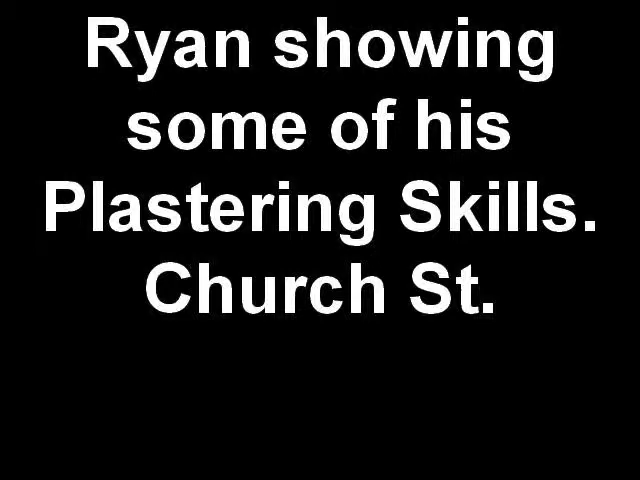 Ryan showing
some of his
Plastering Skills.
Church St.